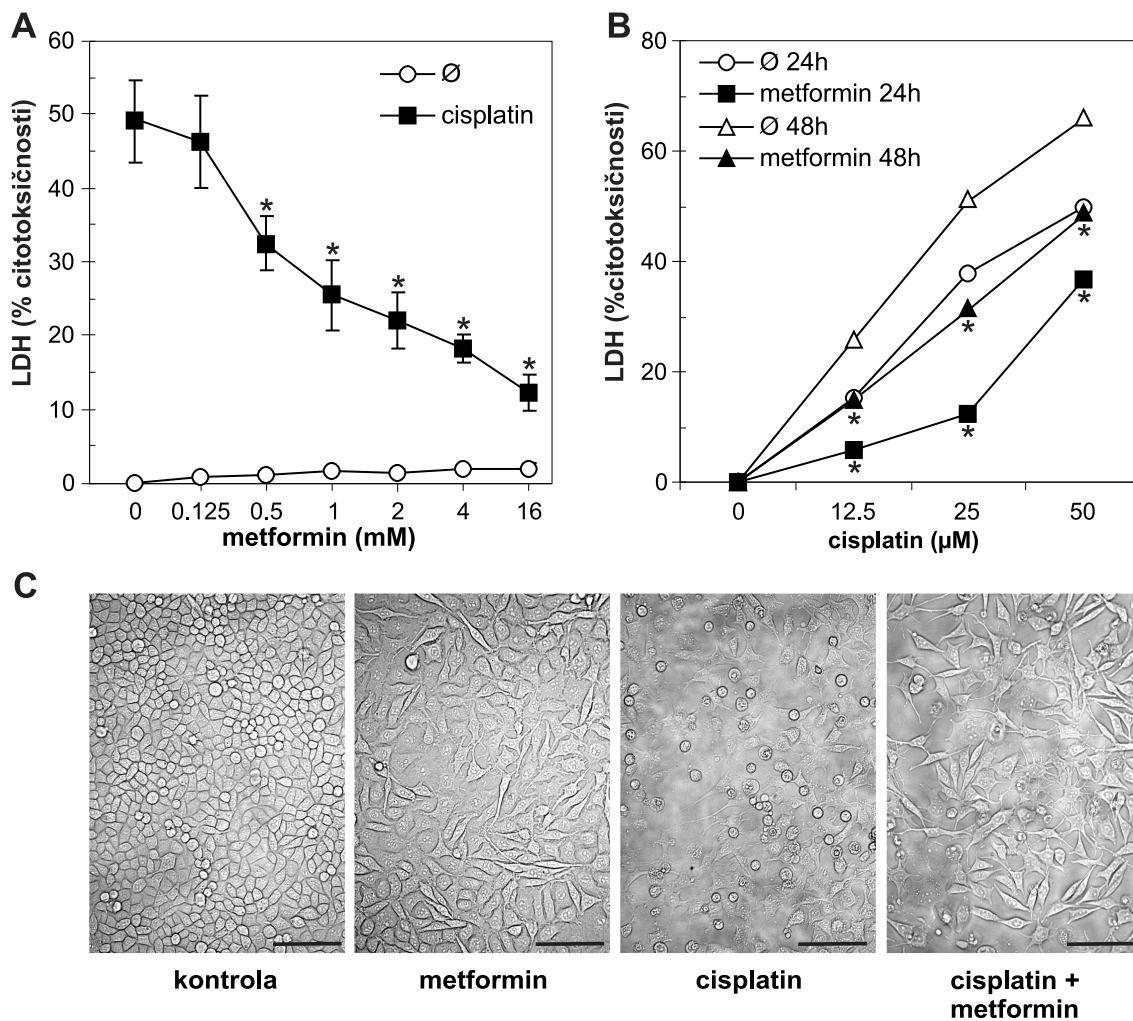 A
60
50
40
30
20
10
0
LDH (% citotoksičnosti)
Ø
cisplatin
*
*
*
*
*
0 0.125 0.5 1 2 4 16
metformin (mM)
B
80
60
40
20
0
LDH (%citotoksičnosti)
Ø 24h
metformin 24h
Ø 48h
metformin 48h
*
*
*
*
*
*
0 12.5 25 50
cisplatin (µM)
C
kontrola
metformin
cisplatin
cisplatin +
metformin